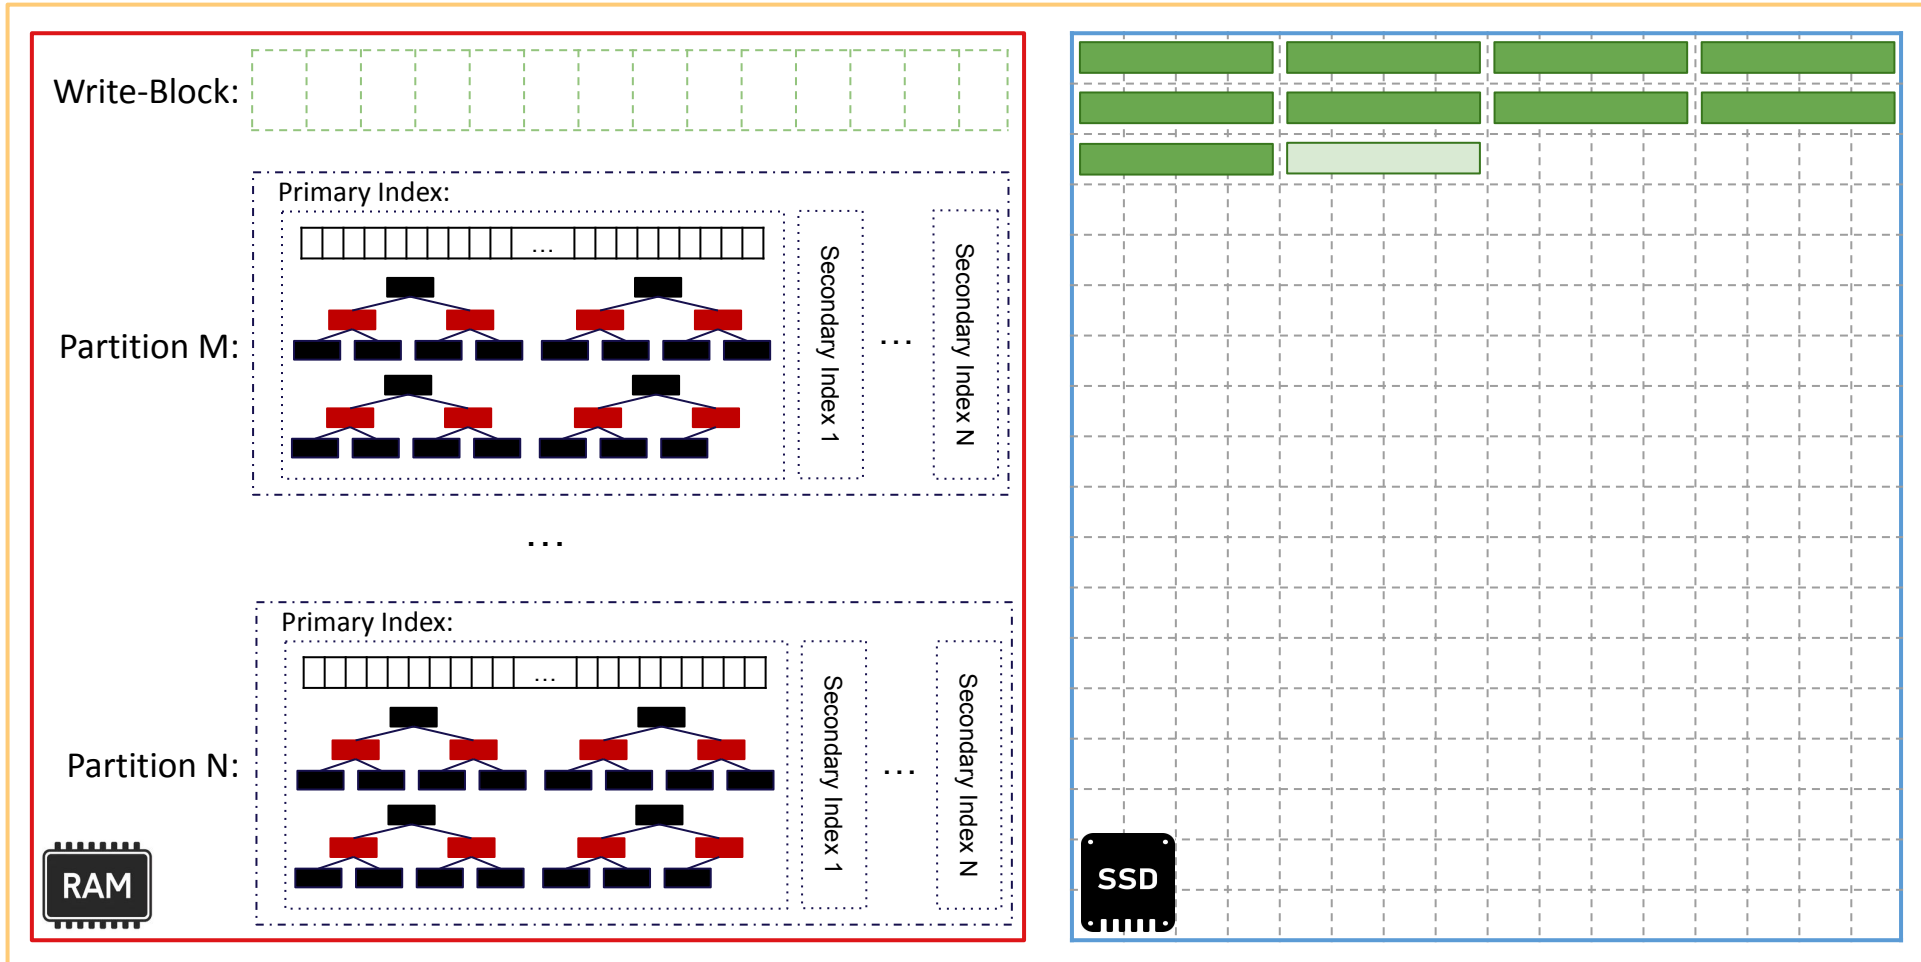 Write-Block:
Primary Index:
...
Partition M:
Secondary Index 1
...
Secondary Index N
...
Primary Index:
...
Partition N:
Secondary Index 1
...
Secondary Index N
RAM
SSD